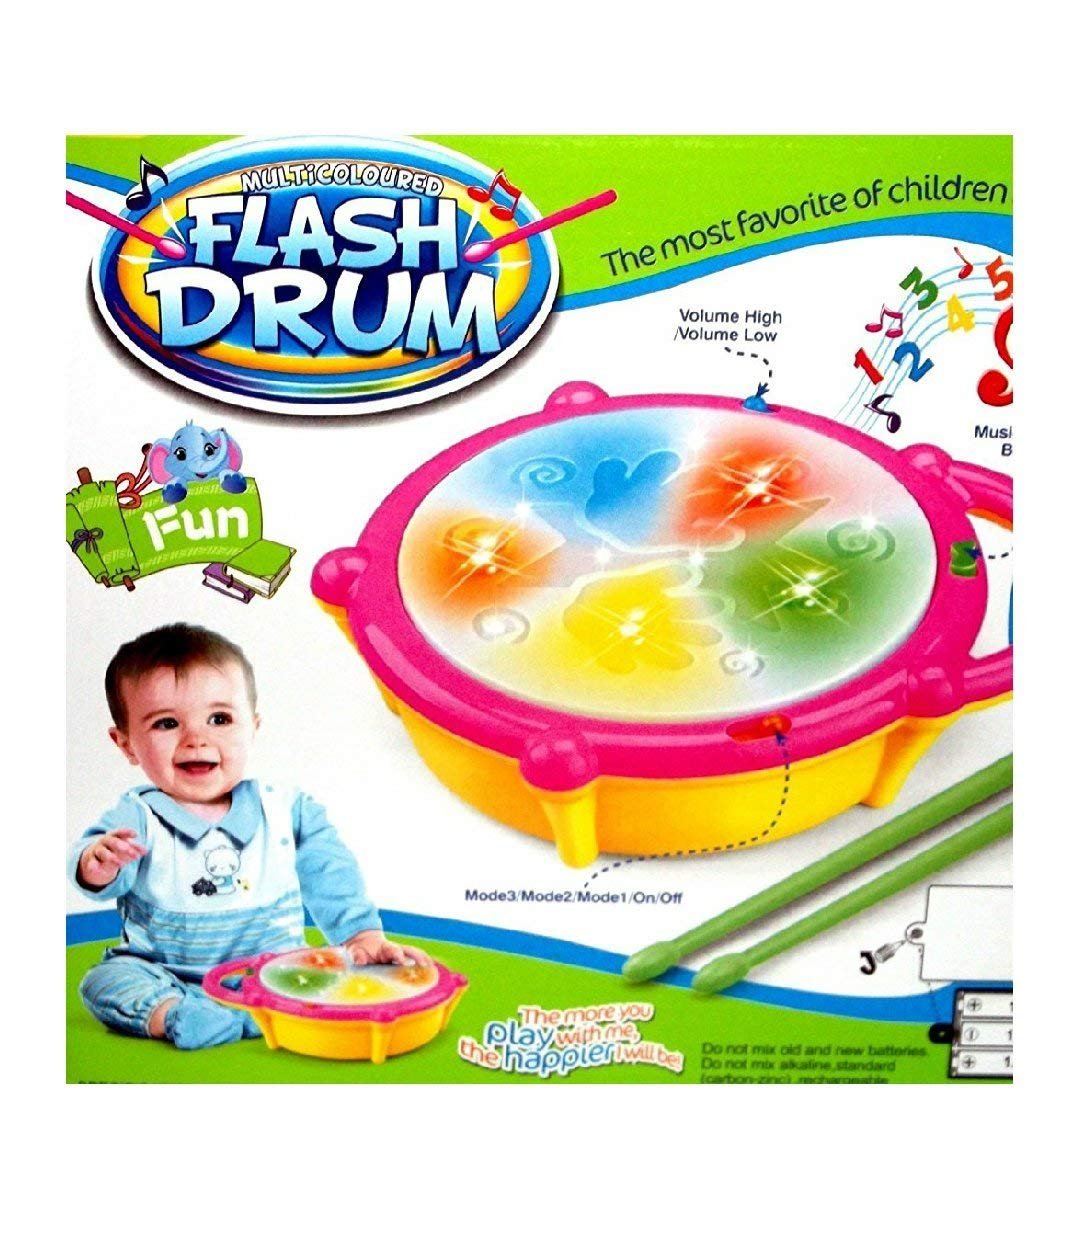 MULTICOLOURED
FLASH
DRUM
The most favorite of children
Volume High
/Volume Low
1 2 3 4 5
Fun
Mode3/Mode2/Mode1/On/Off
The more you
play with me,
the happier I will be!
Do not mix old and new batteries.
Do not mix alkaline,standard
(carbon-zinc) ,rechargeable